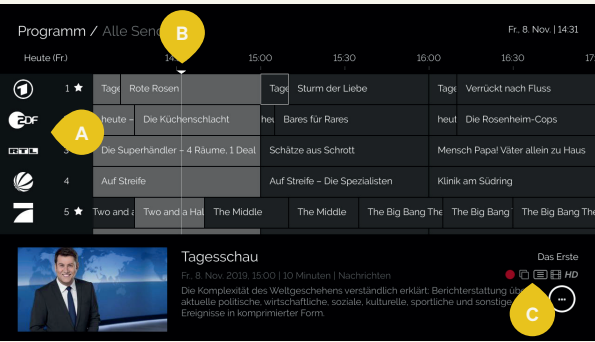 Programm / Alle Sen
B
Fr., 8. Nov. | 14:31
Heute (Fr.)
15:00
15:30
16:00
16:30
17:
1
Tage
Rote Rosen
Tage
Sturm der Liebe
Tage
Verrückt nach Fluss
ZDF
A
heute –
Die Küchenschlacht
heu
Bares für Rares
heut
Die Rosenheim-Cops
RTL
3
Die Superhändler – 4 Räume, 1 Deal
Schätze aus Schrott
Mensch Papa! Väter allein zu Haus
4
Auf Streife
Auf Streife – Die Spezialisten
Klinik am Südring
5
Two and a
Two and a Hal
The Middle
The Middle
The Big Bang The
The Big Bang
The Big Bang Th
Tagesschau
Das Erste
Fr., 8. Nov. 2019, 15:00 | 10 Minuten | Nachrichten
HD
Die Komplexität des Weltgeschehens verständlich erklärt: Berichterstattung üb
aktuelle politische, wirtschaftliche, soziale, kulturelle, sportliche und sonstige
Ereignisse in komprimierter Form.
C